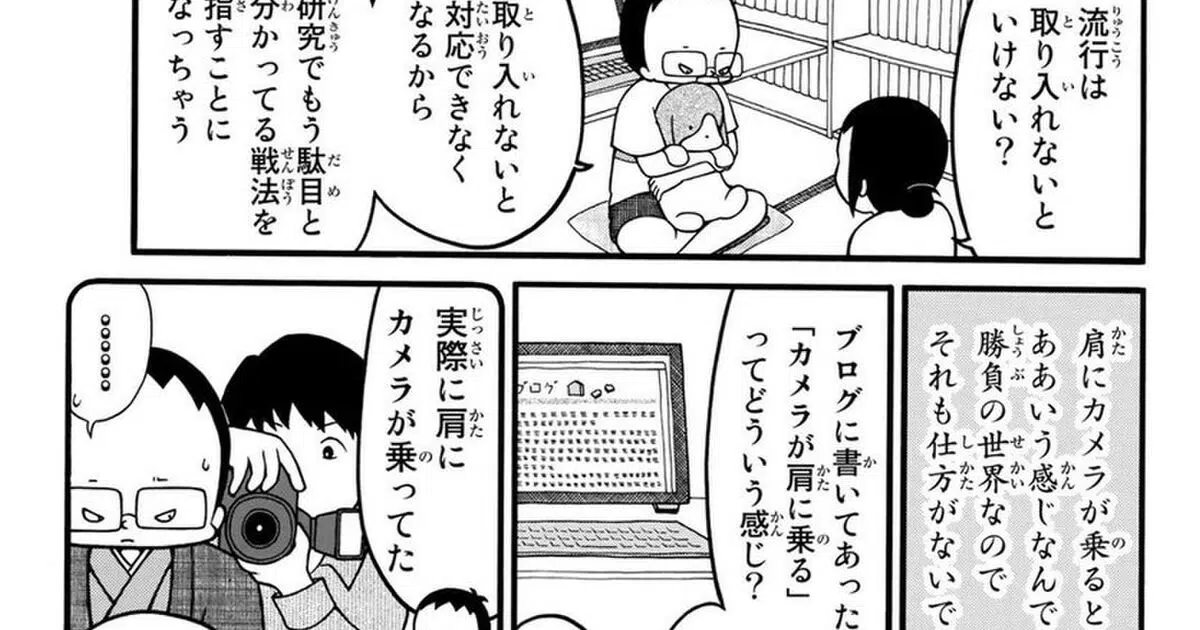 流行は
取り入れないと
いけない?
取り入れないと
対応できなく
なるから
研究でもう駄目と
分かってる戦法を
指すことに
なっちゃう
肩にカメラが乗ると
ああいう感じなんで
勝負の世界なので
それも仕方がないで
ブログに書いてあった
「カメラが肩に乗る」
ってどういう感じ?
ブログ
実際に肩に
カメラが乗ってた
………